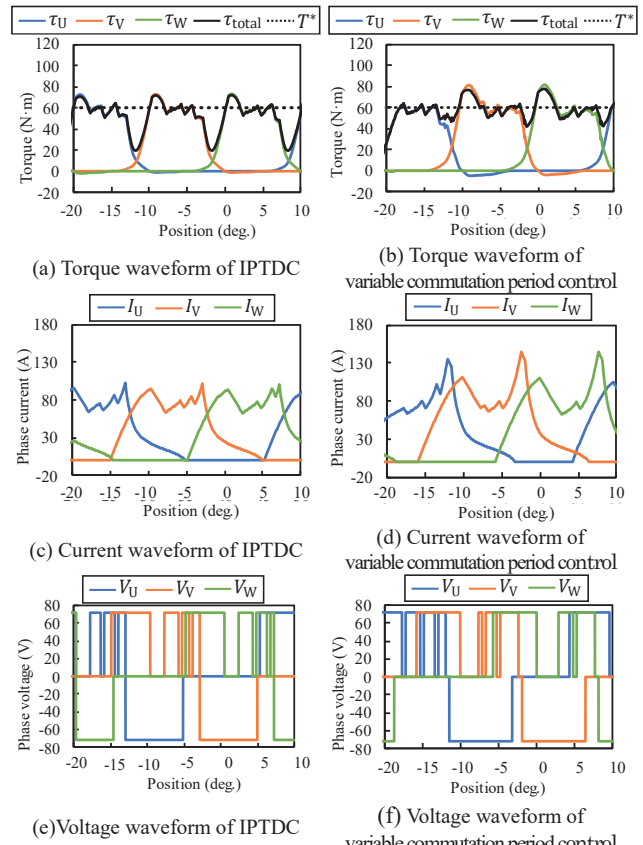 τU τV τW τtotal T*
120
100
80
60
40
20
0
-20
-20 -15 -10 -5 0 5 10
Torque (N·m)
Position (deg.)
(a) Torque waveform of IPTDC
τU τV τW τtotal T*
120
100
80
60
40
20
0
-20
-20 -15 -10 -5 0 5 10
Torque (N·m)
Position (deg.)
(b) Torque waveform of
variable commutation period control
IU IV IW
180
130
80
30
-20
-20 -15 -10 -5 0 5 10
Phase current (A)
Position (deg.)
(c) Current waveform of IPTDC
IU IV IW
180
130
80
30
-20
-20 -15 -10 -5 0 5 10
Phase current (A)
Position (deg.)
(d) Current waveform of
variable commutation period control
VU VV VW
80
60
40
20
0
-20
-40
-60
-80
-20 -15 -10 -5 0 5 10
Phase voltage (V)
Position (deg.)
(e)Voltage waveform of IPTDC
VU VV VW
80
60
40
20
0
-20
-40
-60
-80
-20 -15 -10 -5 0 5 10
Phase voltage (V)
Position (deg.)
(f) Voltage waveform of
variable commutation period control